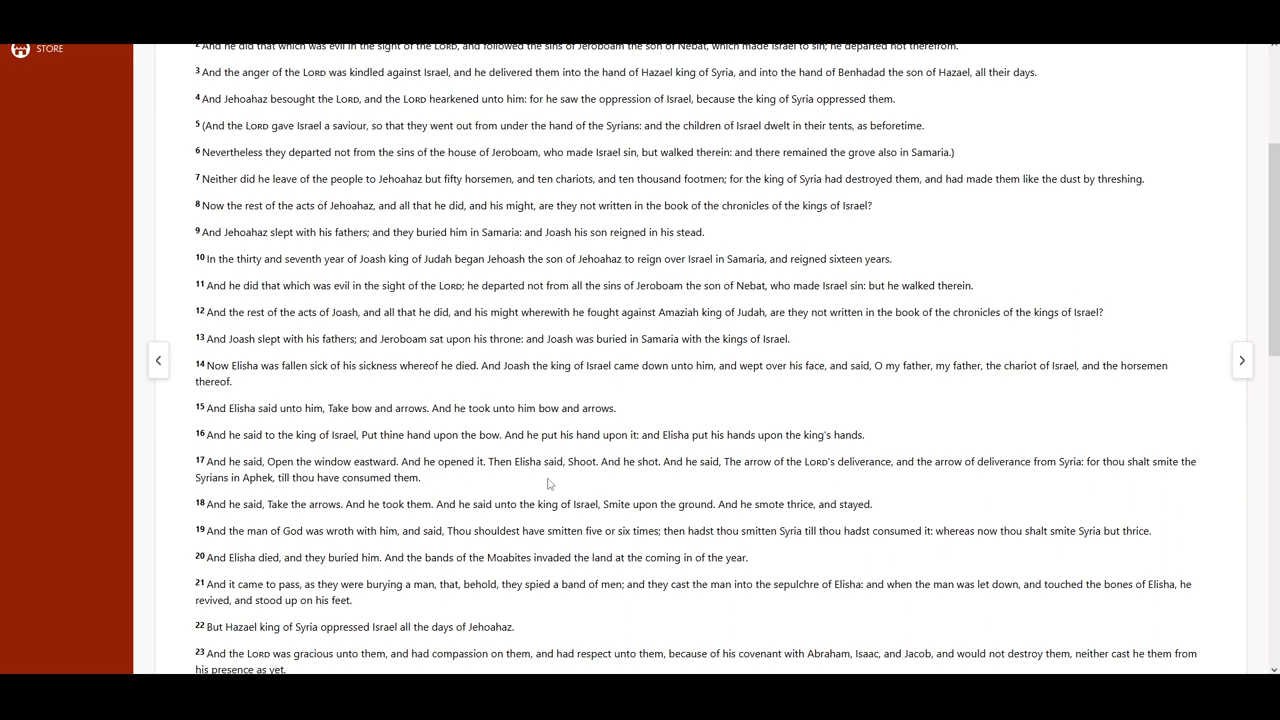 STORE
2 And he did that which was evil in the sight of the LORD, and followed the sins of Jeroboam the son of Nebat, which made Israel to sin; he departed not therefrom.
3 And the anger of the LORD was kindled against Israel, and he delivered them into the hand of Hazael king of Syria, and into the hand of Benhadad the son of Hazael, all their days.
4 And Jehoahaz besought the LORD, and the LORD hearkened unto him: for he saw the oppression of Israel, because the king of Syria oppressed them.
5 (And the LORD gave Israel a saviour, so that they went out from under the hand of the Syrians: and the children of Israel dwelt in their tents, as beforetime.
6 Nevertheless they departed not from the sins of the house of Jeroboam, who made Israel sin, but walked therein: and there remained the grove also in Samaria.)
7 Neither did he leave of the people to Jehoahaz but fifty horsemen, and ten chariots, and ten thousand footmen; for the king of Syria had destroyed them, and had made them like the dust by threshing.
8 Now the rest of the acts of Jehoahaz, and all that he did, and his might, are they not written in the book of the chronicles of the kings of Israel?
9 And Jehoahaz slept with his fathers; and they buried him in Samaria: and Joash his son reigned in his stead.
10 In the thirty and seventh year of Joash king of Judah began Jehoash the son of Jehoahaz to reign over Israel in Samaria, and reigned sixteen years.
11 And he did that which was evil in the sight of the LORD; he departed not from all the sins of Jeroboam the son of Nebat, who made Israel sin: but he walked therein.
12 And the rest of the acts of Joash, and all that he did, and his might wherewith he fought against Amaziah king of Judah, are they not written in the book of the chronicles of the kings of Israel?
13 And Joash slept with his fathers; and Jeroboam sat upon his throne: and Joash was buried in Samaria with the kings of Israel.
14 Now Elisha was fallen sick of his sickness whereof he died. And Joash the king of Israel came down unto him, and wept over his face, and said, O my father, my father, the chariot of Israel, and the horsemen
thereof.
15 And Elisha said unto him, Take bow and arrows. And he took unto him bow and arrows.
16 And he said to the king of Israel, Put thine hand upon the bow. And he put his hand upon it: and Elisha put his hands upon the king's hands.
17 And he said, Open the window eastward. And he opened it. Then Elisha said, Shoot. And he shot. And he said, The arrow of the LORD's deliverance, and the arrow of deliverance from Syria: for thou shalt smite the
Syrians in Aphek, till thou have consumed them.
18 And he said, Take the arrows. And he took them. And he said unto the king of Israel, Smite upon the ground. And he smote thrice, and stayed.
19 And the man of God was wroth with him, and said, Thou shouldest have smitten five or six times; then hadst thou smitten Syria till thou hadst consumed it: whereas now thou shalt smite Syria but thrice.
20 And Elisha died, and they buried him. And the bands of the Moabites invaded the land at the coming in of the year.
21 And it came to pass, as they were burying a man, that, behold, they spied a band of men; and they cast the man into the sepulchre of Elisha: and when the man was let down, and touched the bones of Elisha, he
revived, and stood up on his feet.
22 But Hazael king of Syria oppressed Israel all the days of Jehoahaz.
23 And the LORD was gracious unto them, and had compassion on them, and had respect unto them, because of his covenant with Abraham, Isaac, and Jacob, and would not destroy them, neither cast he them from
his presence as yet.